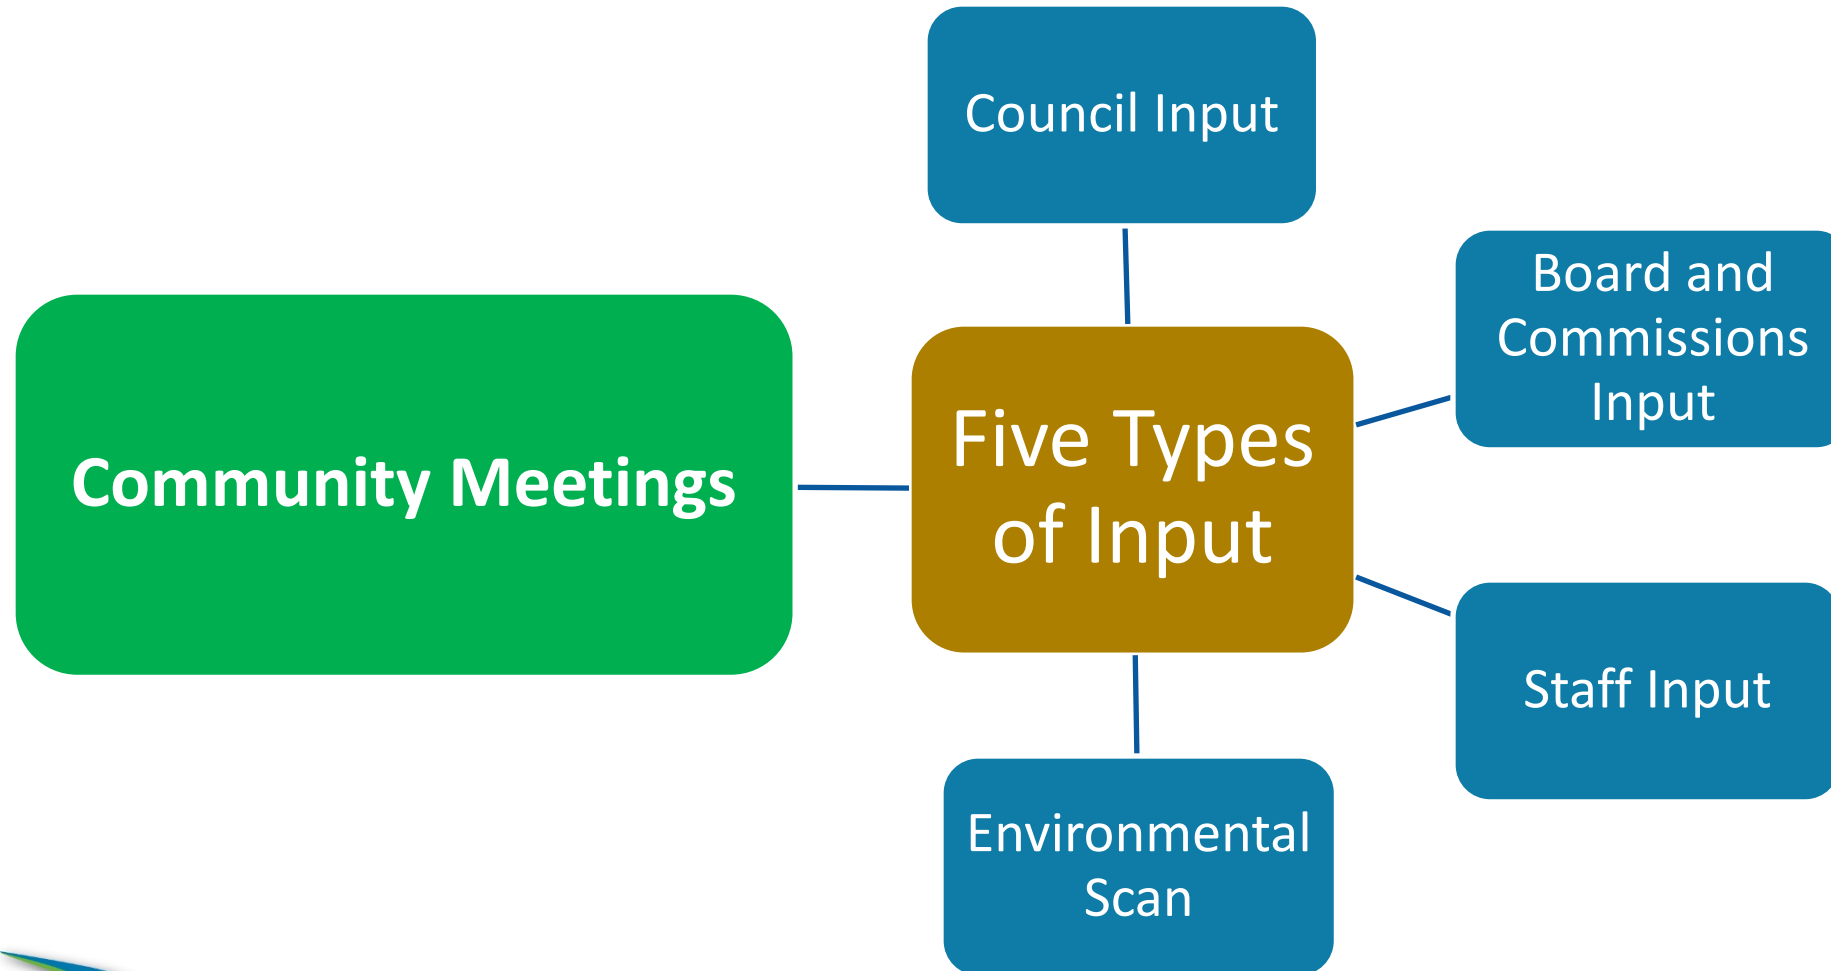 Council Input
Board and
Commissions
Input
Community Meetings
Five Types
of Input
Staff Input
Environmental
Scan